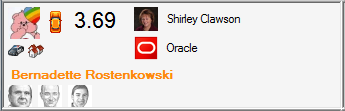 3.69
Shirley Clawson
Oracle
Bernadette Rostenkowski